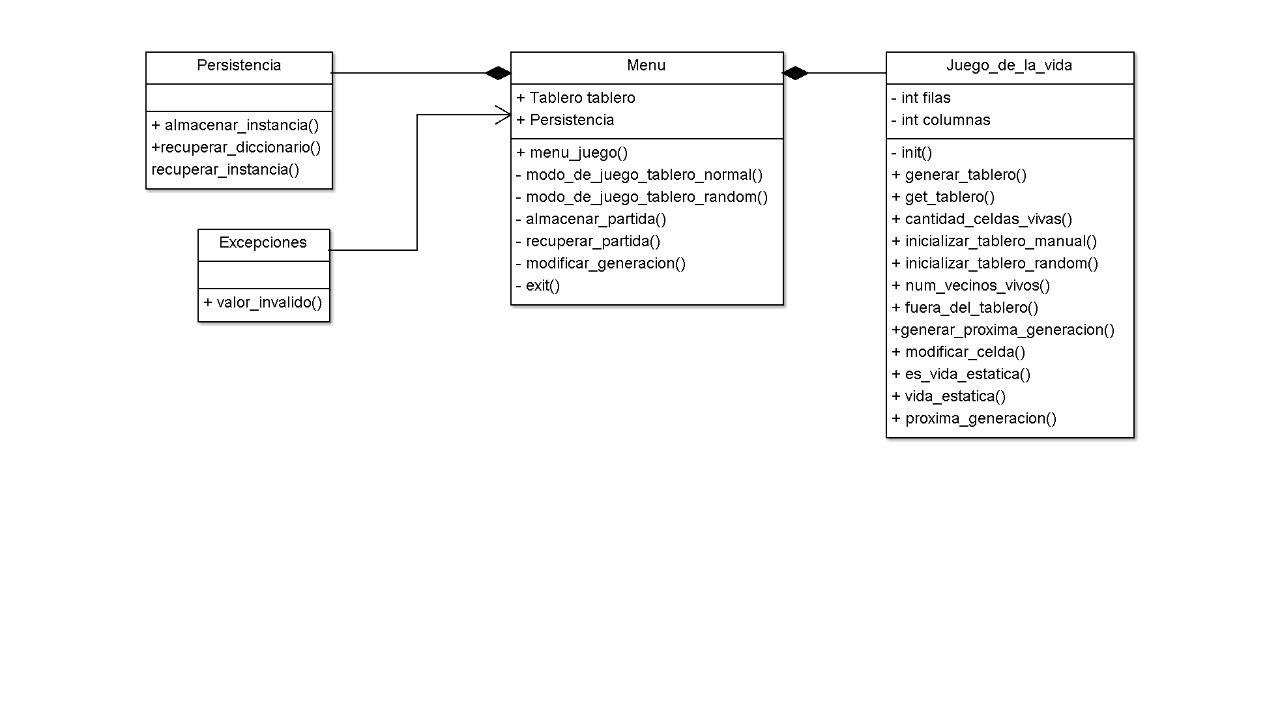 Persistencia
+ almacenar_instancia()
+recuperar_diccionario()
recuperar_instancia()
Excepciones
+ valor_invalido()
Menu
+ Tablero tablero
+ Persistencia
+ menu_juego()
- modo_de_juego_tablero_normal()
- modo_de_juego_tablero_random()
- almacenar_partida()
- recuperar_partida()
- modificar_generacion()
- exit()
Juego_de_la_vida
- int filas
- int columnas
- init()
+ generar_tablero()
+ get_tablero()
+ cantidad_celdas_vivas()
+ inicializar_tablero_manual()
+ inicializar_tablero_random()
+ num_vecinos_vivos()
+ fuera_del_tablero()
+generar_proxima_generacion()
+ modificar_celda()
+ es_vida_estatica()
+ vida_estatica()
+ proxima_generacion()